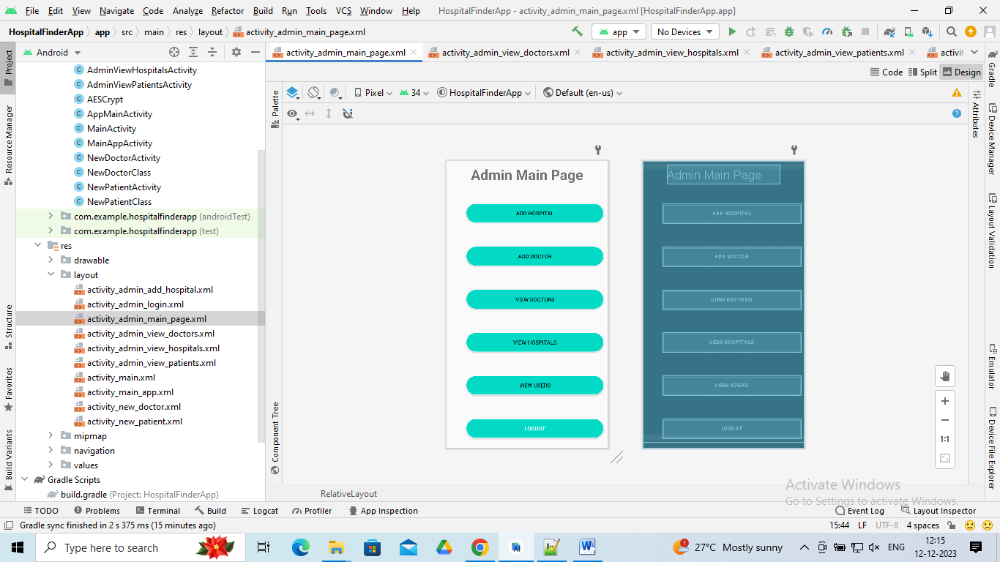 File Edit View Navigate Code Analyze Refactor Build Run Tools VCS Window Help HospitalFinderApp - activity_admin_main_page.xml [HospitalFinderApp.app]
HospitalFinderApp app src main res layout activity_admin_main_page.xml app No Devices
Project
Android
activity_admin_main_page.xml activity_admin_view_doctors.xml activity_admin_view_hospitals.xml activity_admin_view_patients.xml activit
Code Split Design
Resource Manager
Structure
Favorites
Build Variants
AdminViewHospitalsActivity
AdminViewPatientsActivity
AESCrypt
AppMainActivity
MainActivity
MainAppActivity
NewDoctorActivity
NewDoctorClass
NewPatientActivity
NewPatientClass
com.example.hospitalfinderapp (androidTest)
com.example.hospitalfinderapp (test)
res
drawable
layout
activity_admin_add_hospital.xml
activity_admin_login.xml
activity_admin_main_page.xml
activity_admin_view_doctors.xml
activity_admin_view_hospitals.xml
activity_admin_view_patients.xml
activity_main.xml
activity_main_app.xml
activity_new_doctor.xml
activity_new_patient.xml
mipmap
navigation
values
Gradle Scripts
build.gradle (Project: HospitalFinderApp)
Palette
Component Tree
Pixel 34 HospitalFinderApp Default (en-us)
Admin Main Page
ADD HOSPITAL
ADD DOCTOR
VIEW DOCTORS
VIEW HOSPITALS
VIEW USERS
LOGOUT
Admin Main Page
ADD HOSPITAL
ADD DOCTOR
VIEW DOCTORS
VIEW HOSPITALS
VIEW USERS
LOGOUT
1:1
Attributes
Gradle
Device Manager
Layout Validation
Emulator
Device File Explorer
Activate Windows
Go to Settings to activate Windows.
RelativeLayout
TODO Problems Terminal Build Logcat Profiler App Inspection Event Log Layout Inspector
Gradle sync finished in 2 s 375 ms (15 minutes ago) 15:44 LF UTF-8 4 spaces
Type here to search 27°C Mostly sunny ENG 12:15
12-12-2023